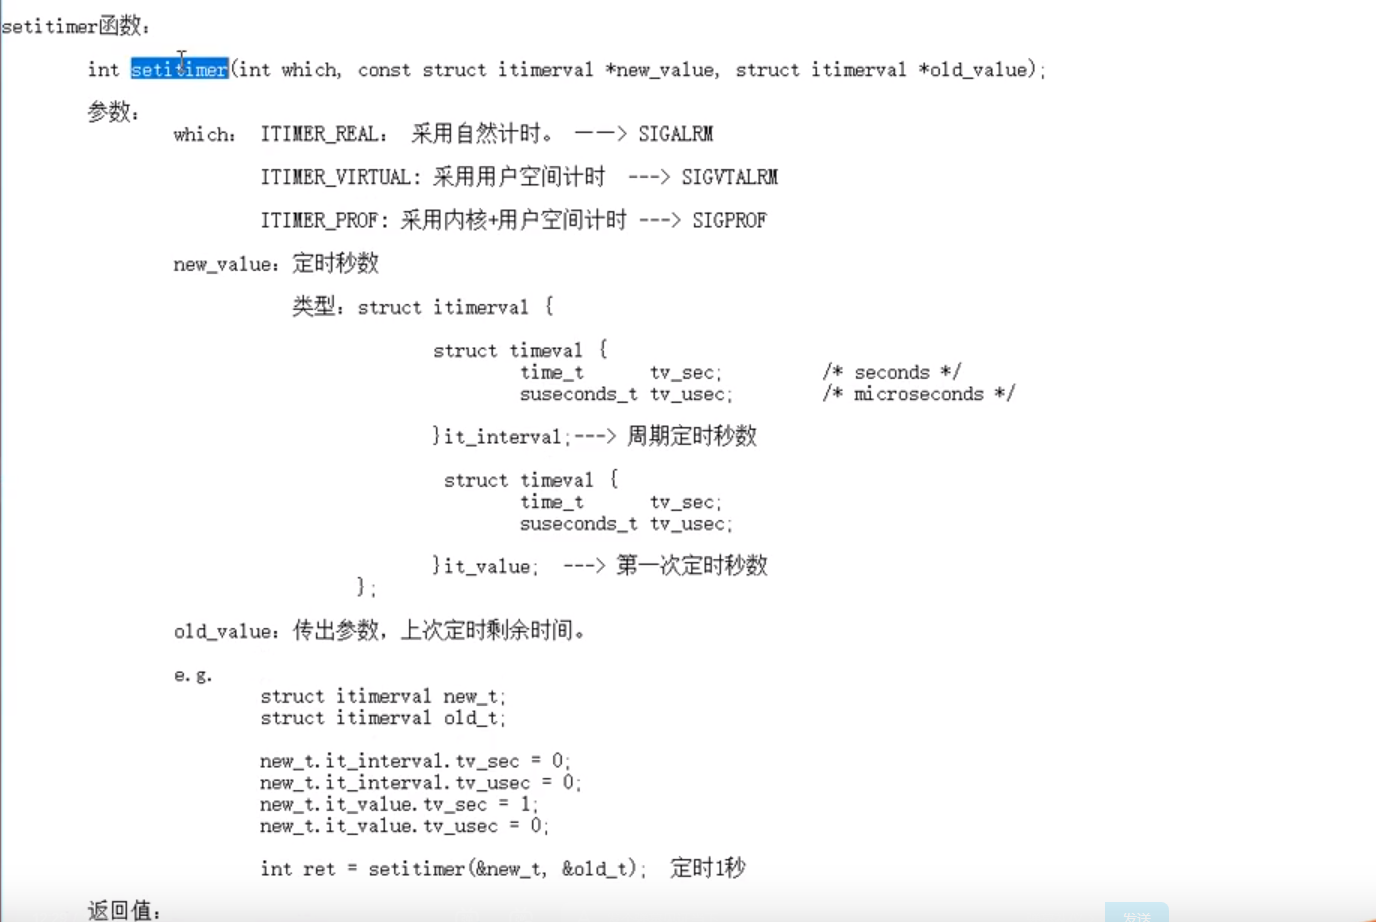 setitimer函数:
int setitimer(int which, const struct itimerval *new_value, struct itimerval *old_value);
参数:
which: ITIMER_REAL: 采用自然计时。 ——> SIGALRM
ITIMER_VIRTUAL: 采用用户空间计时 ---> SIGVTALRM
ITIMER_PROF: 采用内核+用户空间计时 ---> SIGPROF
new_value: 定时秒数
类型: struct itimerval {
struct timeval {
time_t tv_sec; /* seconds */
suseconds_t tv_usec; /* microseconds */
}it_interval;---> 周期定时秒数
struct timeval {
time_t tv_sec;
suseconds_t tv_usec;
}it_value; ---> 第一次定时秒数
};
old_value: 传出参数,上次定时剩余时间。
e.g.
struct itimerval new_t;
struct itimerval old_t;
new_t.it_interval.tv_sec = 0;
new_t.it_interval.tv_usec = 0;
new_t.it_value.tv_sec = 1;
new_t.it_value.tv_usec = 0;
int ret = setitimer(&new_t, &old_t); 定时1秒
返回值:
发送